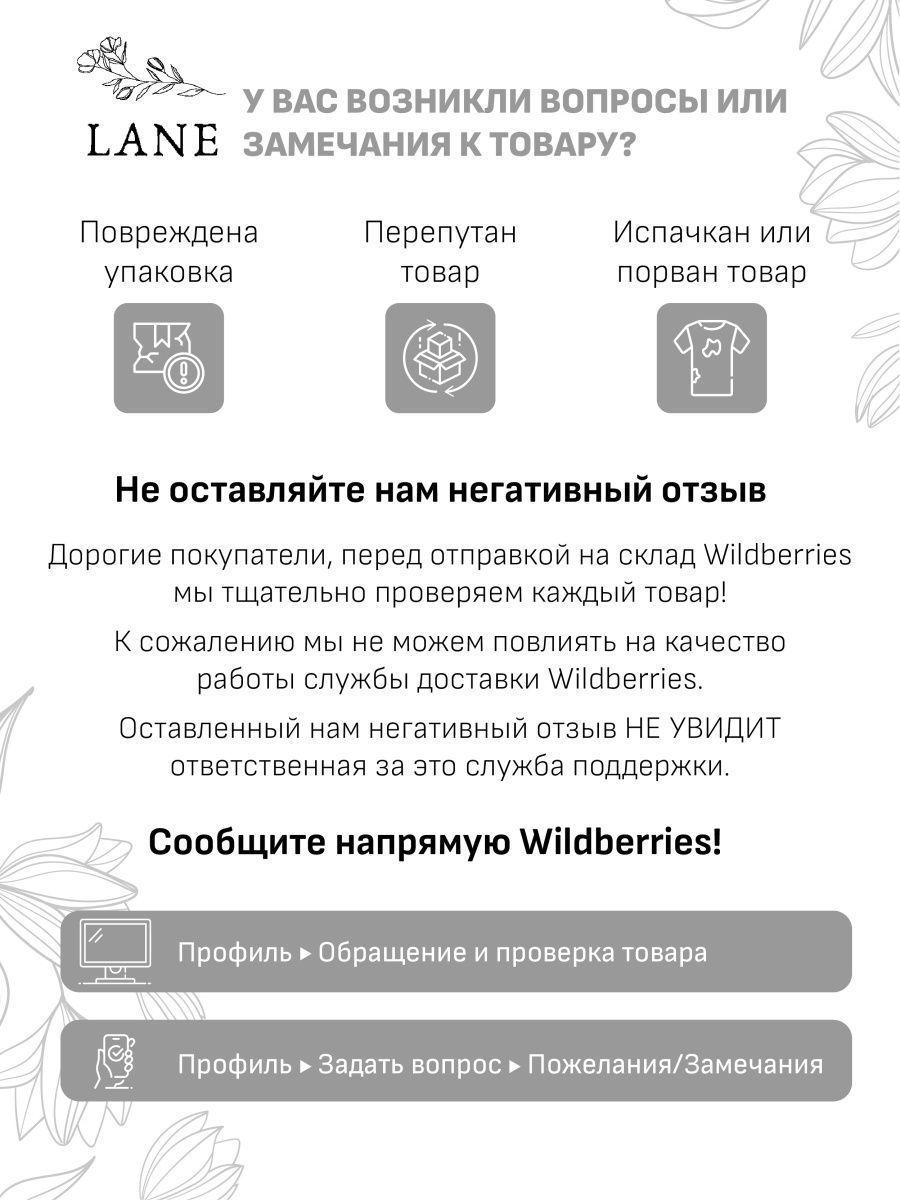 LANE
У ВАС ВОЗНИКЛИ ВОПРОСЫ ИЛИ
ЗАМЕЧАНИЯ К ТОВАРУ?
Повреждена
упаковка
Перепутан
товар
Испачкан или
порван товар
Не оставляйте нам негативный отзыв
Дорогие покупатели, перед отправкой на склад Wildberries
мы тщательно проверяем каждый товар!
К сожалению мы не можем повлиять на качество
работы службы доставки Wildberries.
Оставленный нам негативный отзыв НЕ УВИДИТ
ответственная за это служба поддержки.
Сообщите напрямую Wildberries!
Профиль ▸ Обращение и проверка товара
Профиль ▸ Задать вопрос ▸ Пожелания/Замечания